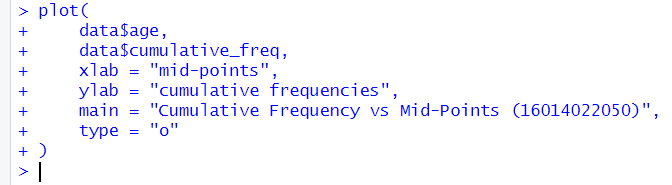 > plot(
+     data$age,
+     data$cumulative_freq,
+     xlab = "mid-points",
+     ylab = "cumulative frequencies",
+     main = "Cumulative Frequency vs Mid-Points (16014022050)",
+     type = "o"
+ )
>